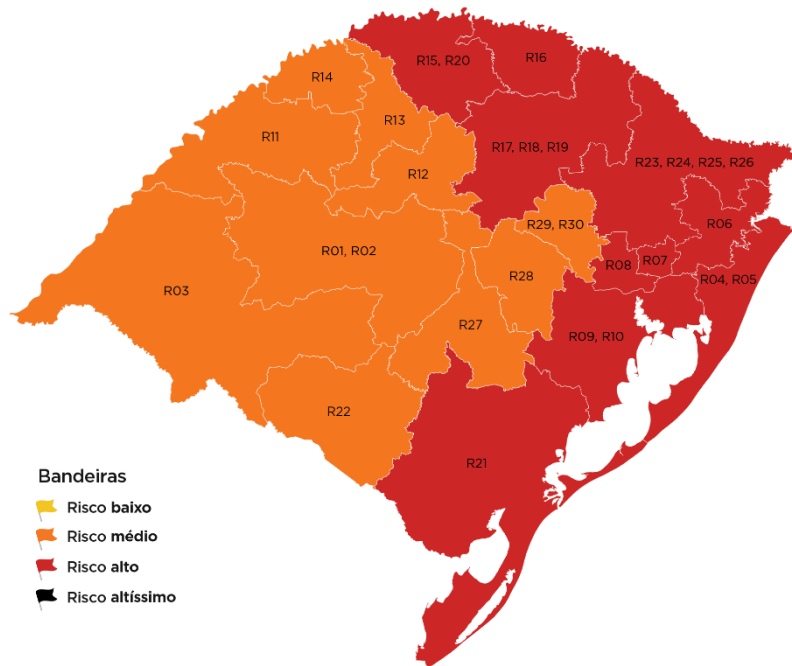 R15, R20
R16
R14
R13
R11
R17, R18, R19
R23, R24, R25, R26
R12
R06
R29, R30
R01, R02
R08
R07
R28
R04, R05
R03
R27
R09, R10
R22
R21
Bandeiras
Risco baixo
Risco médio
Risco alto
Risco altíssimo